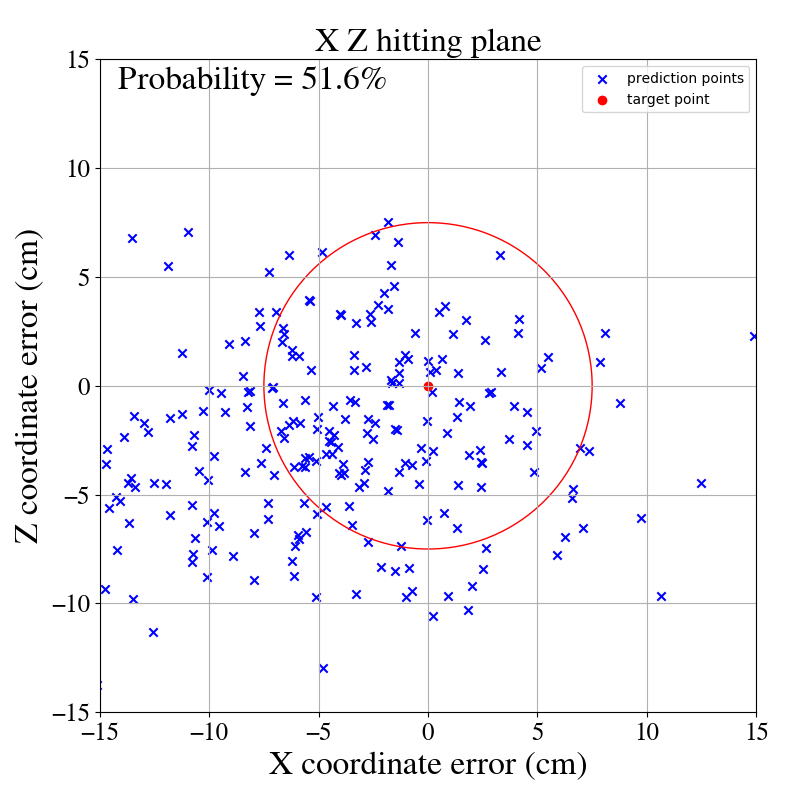 X Z hitting plane
Probability = 51.6%
prediction points
target point
15
10
5
0
−5
−10
−15
Z coordinate error (cm)
−15 −10 −5 0 5 10 15
X coordinate error (cm)